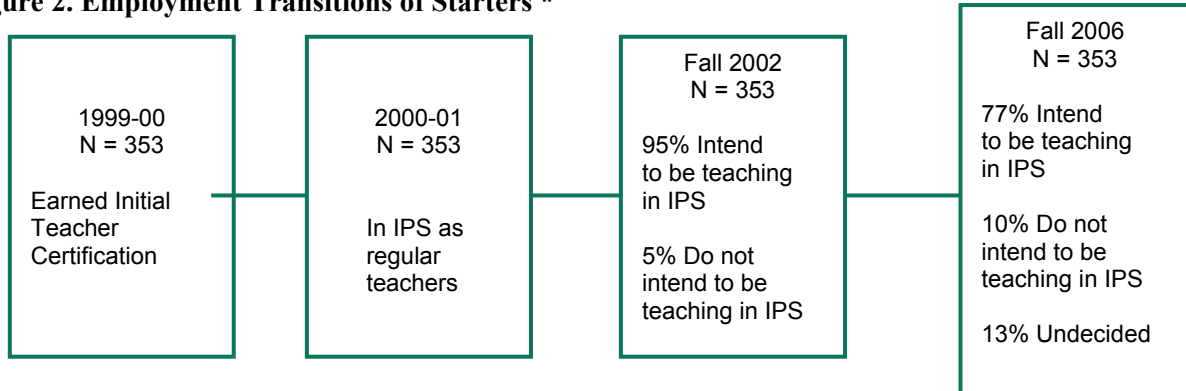 Figure 2. Employment Transitions of Starters *
1999-00
N = 353
Earned Initial
Teacher
Certification
2000-01
N = 353
In IPS as
regular
teachers
Fall 2002
N = 353
95% Intend
to be teaching
in IPS
5% Do not
intend to be
teaching in IPS
Fall 2006
N = 353
77% Intend
to be teaching
in IPS
10% Do not
intend to be
teaching in IPS
13% Undecided